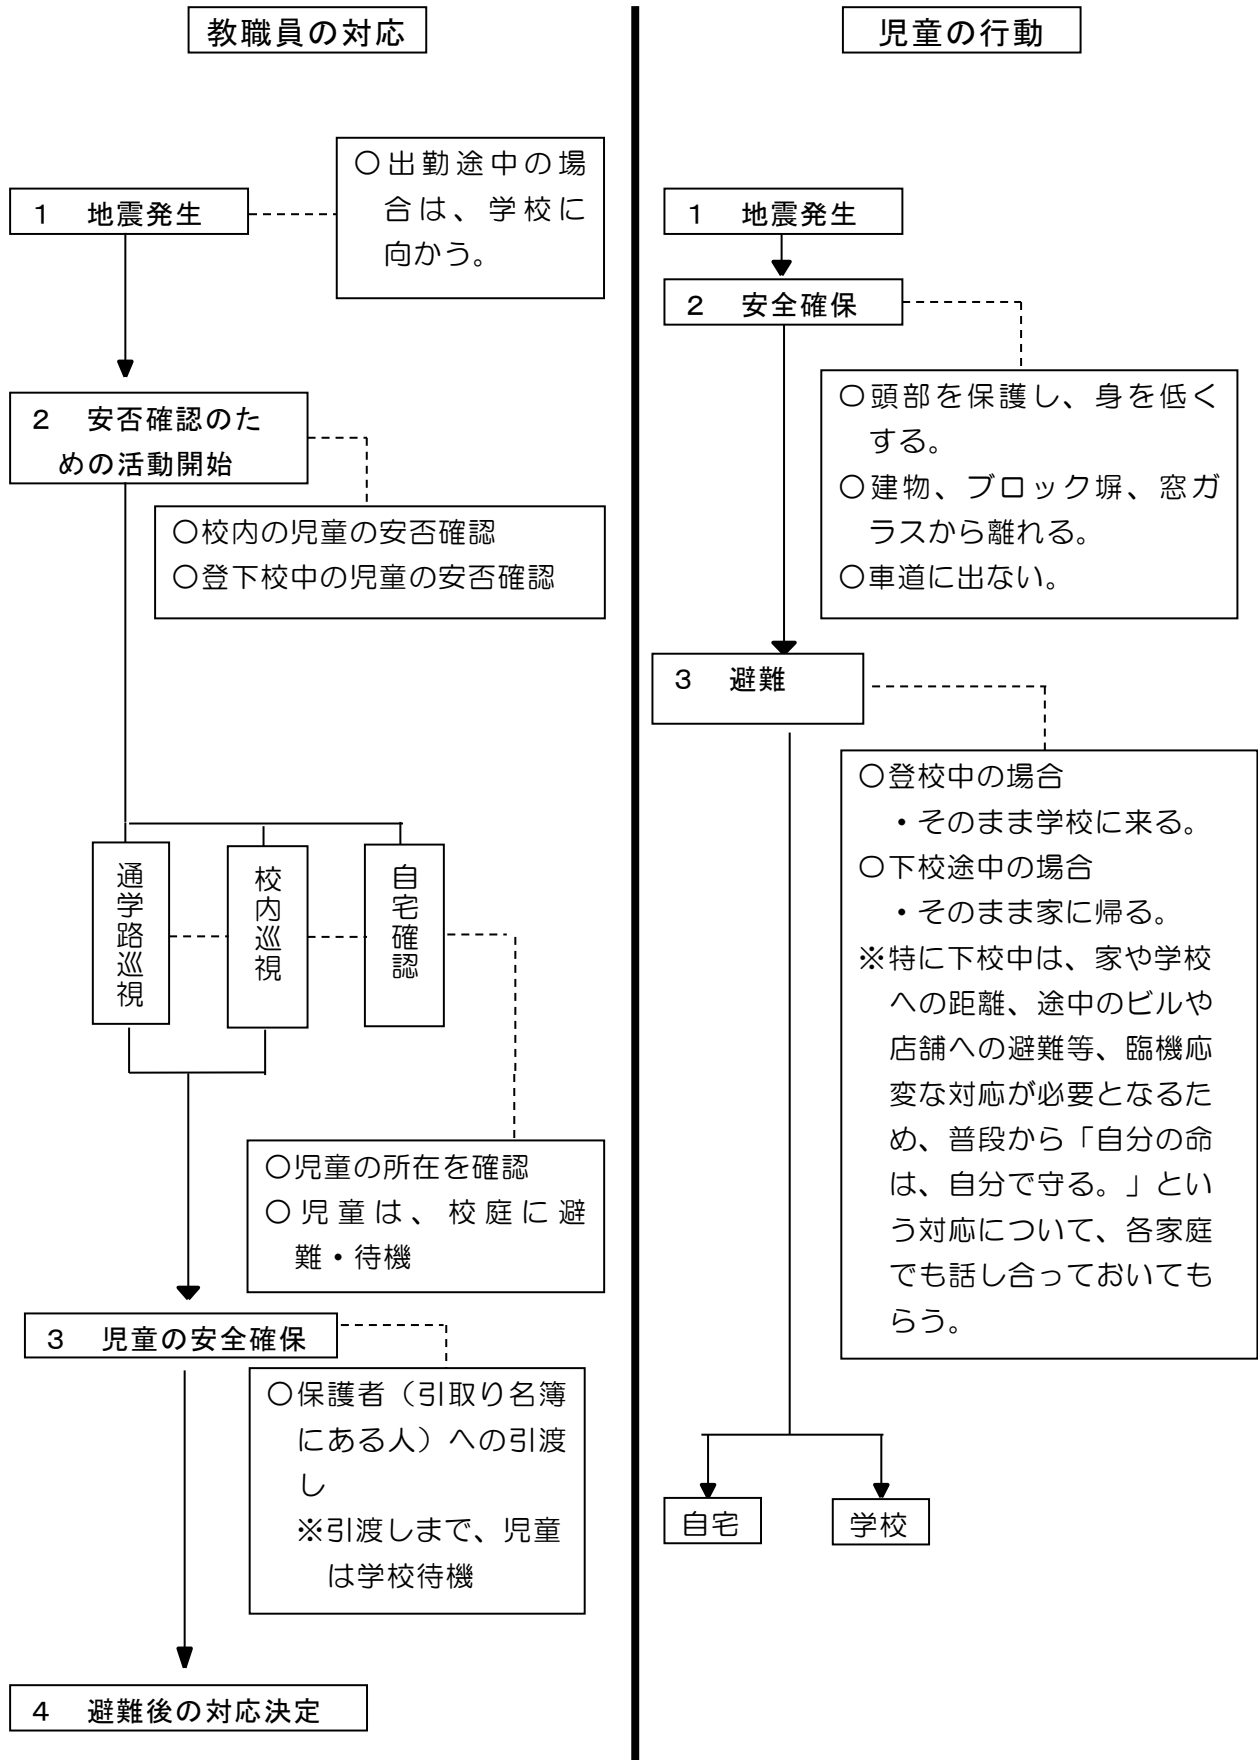 教職員の対応
1　地震発生
〇出勤途中の場
合は、学校に
向かう。
2　安否確認のた
めの活動開始
〇校内の児童の安否確認
〇登下校中の児童の安否確認
通学路巡視
校内巡視
自宅確認
〇児童の所在を確認
〇児童は、校庭に避
難・待機
3　児童の安全確保
〇保護者（引取り名簿
にある人）への引渡
し
※引渡しまで、児童
は学校待機
4　避難後の対応決定
児童の行動
1　地震発生
2　安全確保
〇頭部を保護し、身を低く
する。
〇建物、ブロック塀、窓ガ
ラスから離れる。
〇車道に出ない。
3　避難
〇登校中の場合
・そのまま学校に来る。
〇下校途中の場合
・そのまま家に帰る。
※特に下校中は、家や学校
への距離、途中のビルや
店舗への避難等、臨機応
変な対応が必要となるた
め、普段から「自分の命
は、自分で守る。」とい
う対応について、各家庭
でも話し合っておいても
らう。
自宅
学校